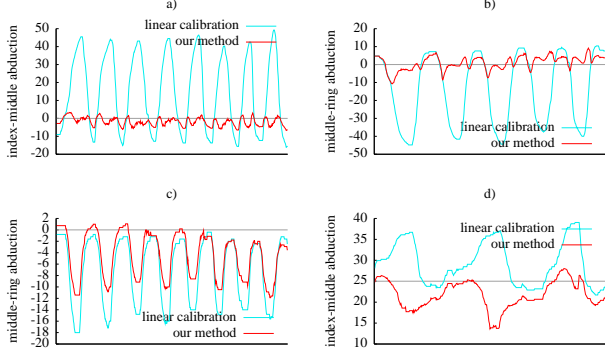 a)
index-middle abduction
50
40
30
20
10
0
-10
-20
linear calibration
our method
b)
middle-ring abduction
20
10
0
-10
-20
-30
-40
-50
linear calibration
our method
c)
middle-ring abduction
2
0
-2
-4
-6
-8
-10
-12
-14
-16
-18
-20
linear calibration
our method
d)
index-middle abduction
40
35
30
25
20
15
10
linear calibration
our method